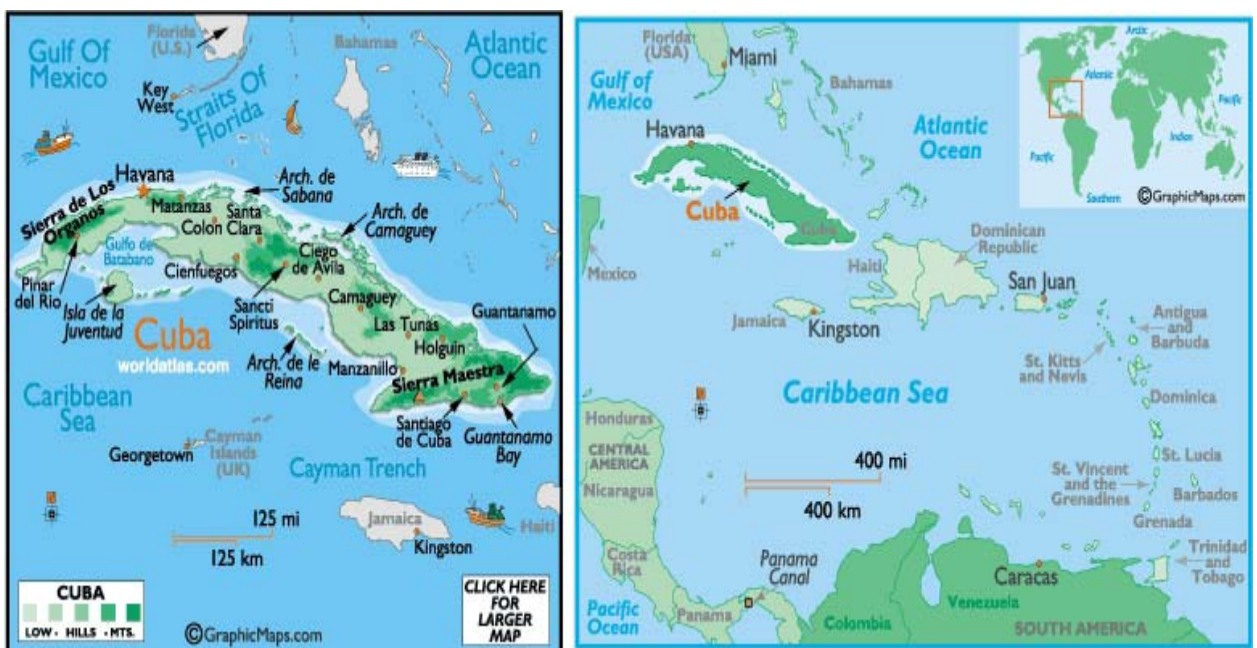 Gulf Of
Mexico
Florida
(U.S.)
Bahamas
Atlantic
Ocean
Key
West
Straits Of
Florida
Havana
Arch. de
Sabana
Sierra de Los
Organos
Matanzas
Colon
Santa
Clara
Arch. de
Camaguey
Gulfo de
Batabano
Cienfuegos
Ciego
de Avila
Pinar
del Rio
Isla de la
Juventud
Sancti
Spiritus
Camaguey
Guantanamo
Cuba
worldatlas.com
Las Tunas
Holguin
Arch. de le
Reina
Manzanillo
Sierra Maestra
Caribbean
Sea
Santiago
de Cuba
Guantanamo
Bay
Georgetown
Cayman
Islands
(UK)
Cayman Trench
125 mi
125 km
Jamaica
Kingston
Haiti
CUBA
LOW - HILLS - MTS.
©GraphicMaps.com
CLICK HERE
FOR
LARGER
MAP
Florida
(USA)
Miami
Gulf of
Mexico
Bahamas
Havana
Atlantic
Ocean
Arctic
Atlantic
Pacific
Indian
Pacific
Southern
©GraphicMaps.com
Cuba
Cuba
Mexico
Haiti
Dominican
Republic
San Juan
Jamaica
Kingston
Antigua
and
Barbuda
St. Kitts
and Nevis
Caribbean Sea
Dominica
Honduras
CENTRAL
AMERICA
Nicaragua
400 mi
400 km
St. Lucia
St. Vincent
and the
Grenadines
Barbados
Grenada
Costa
Rica
Panama
Canal
Caracas
Trinidad
and
Tobago
Pacific
Ocean
Panama
Colombia
Venezuela
SOUTH AMERICA